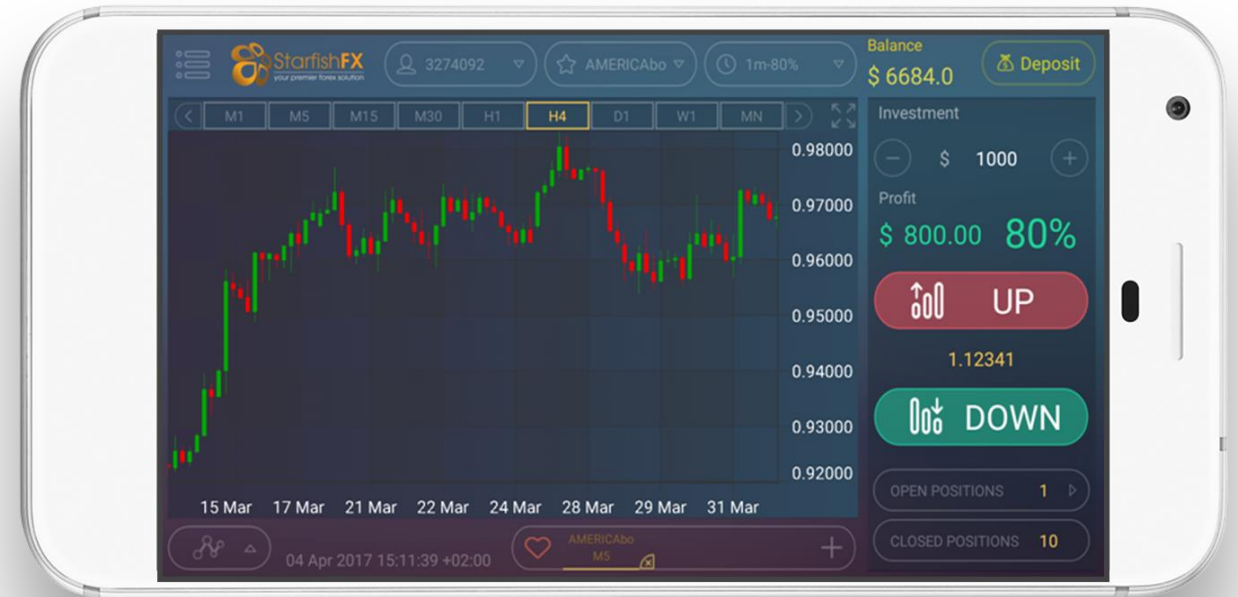 StarfishFX
your premier forex solution
3274092
AMERICAbo
1m-80%
Balance
$ 6684.0
Deposit
M1 M5 M15 M30 H1 H4 D1 W1 MN
Investment
$ 1000
Profit
$ 800.00 80%
UP
1.12341
DOWN
OPEN POSITIONS 1
CLOSED POSITIONS 10
0.98000
0.97000
0.96000
0.95000
0.94000
0.93000
0.92000
15 Mar 17 Mar 21 Mar 22 Mar 24 Mar 28 Mar 29 Mar 31 Mar
04 Apr 2017 15:11:39 +02:00
AMERICAbo
M5